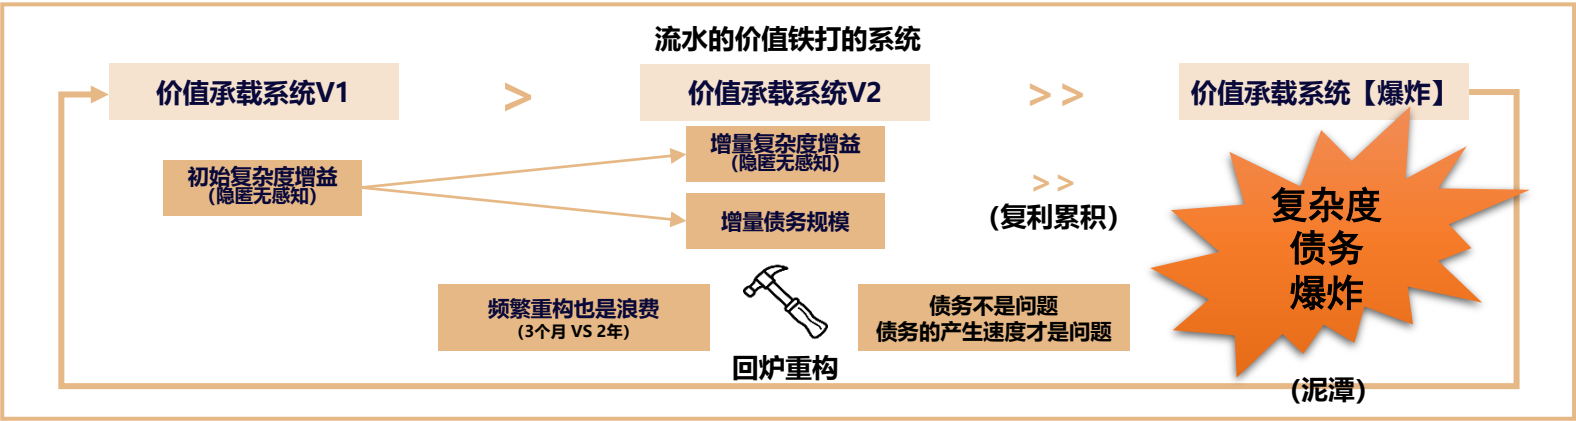 流水的价值铁打的系统
价值承载系统V1
>
价值承载系统V2
>>
价值承载系统【爆炸】
初始复杂度增益
(隐匿无感知)
增量复杂度增益
(隐匿无感知)
增量债务规模
>>
(复利累积)
复杂度
债务
爆炸
(泥潭)
频繁重构也是浪费
(3个月 VS 2年)
回炉重构
债务不是问题
债务的产生速度才是问题